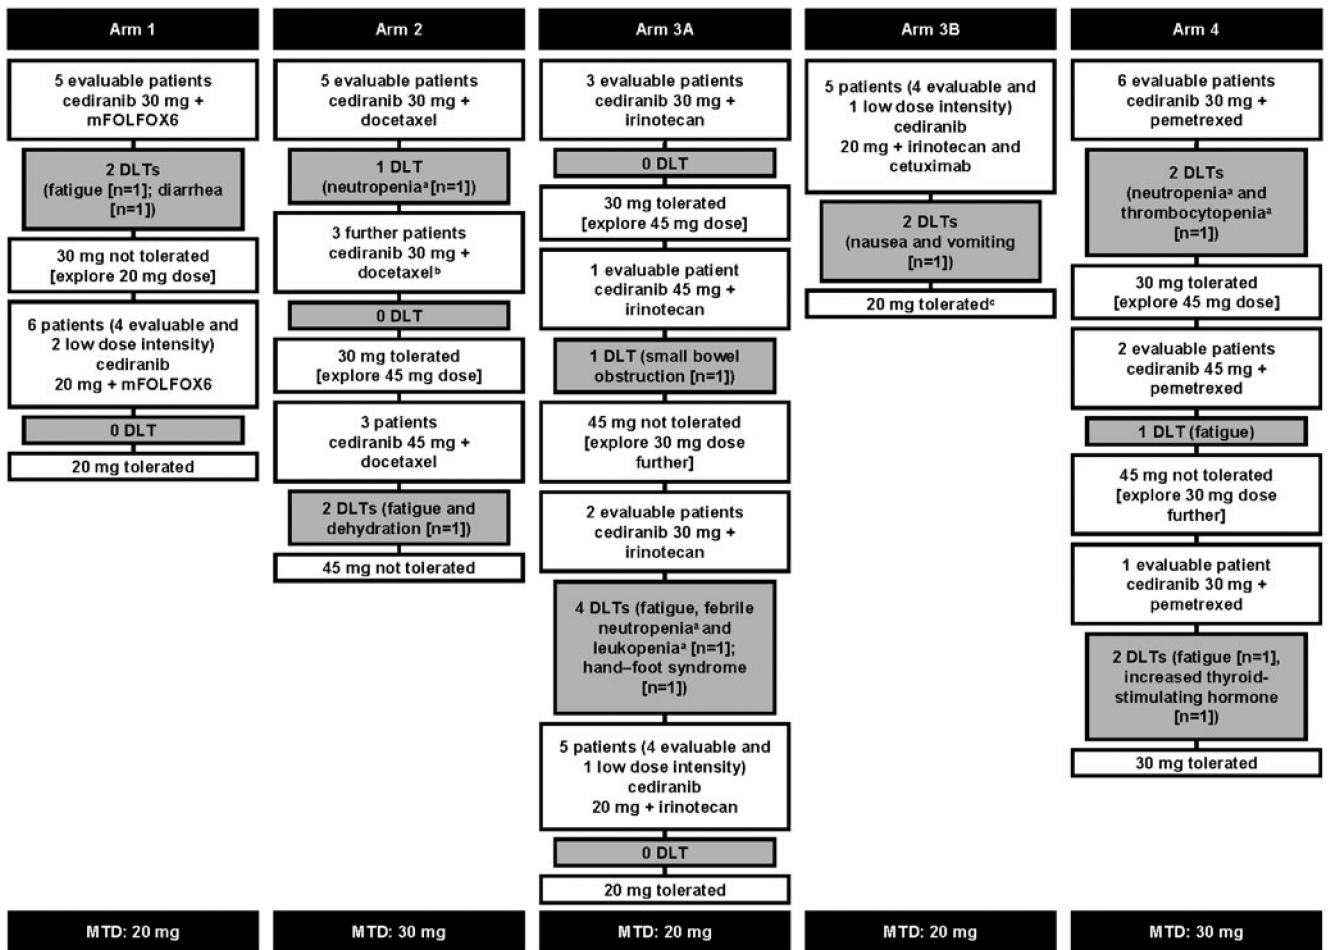 Arm 1
5 evaluable patients
cediranib 30 mg +
mFOLFOX6
2 DLTs
(fatigue [n=1]; diarrhea
[n=1])
30 mg not tolerated
[explore 20 mg dose]
6 patients (4 evaluable and
2 low dose intensity)
cediranib
20 mg + mFOLFOX6
0 DLT
20 mg tolerated
MTD: 20 mg
Arm 2
5 evaluable patients
cediranib 30 mg +
docetaxel
1 DLT
(neutropeniaᵃ [n=1])
3 further patients
cediranib 30 mg +
docetaxelᵇ
0 DLT
30 mg tolerated
[explore 45 mg dose]
3 patients
cediranib 45 mg +
docetaxel
2 DLTs (fatigue and
dehydration [n=1])
45 mg not tolerated
MTD: 30 mg
Arm 3A
3 evaluable patients
cediranib 30 mg +
irinotecan
0 DLT
30 mg tolerated
[explore 45 mg dose]
1 evaluable patient
cediranib 45 mg +
irinotecan
1 DLT (small bowel
obstruction [n=1])
45 mg not tolerated
[explore 30 mg dose
further]
2 evaluable patients
cediranib 30 mg +
irinotecan
4 DLTs (fatigue, febrile
neutropeniaᵃ and
leukopeniaᵃ [n=1];
hand–foot syndrome
[n=1])
5 patients (4 evaluable and
1 low dose intensity)
cediranib
20 mg + irinotecan
0 DLT
20 mg tolerated
MTD: 20 mg
Arm 3B
5 patients (4 evaluable and
1 low dose intensity)
cediranib
20 mg + irinotecan and
cetuximab
2 DLTs
(nausea and vomiting
[n=1])
20 mg toleratedᶜ
MTD: 20 mg
Arm 4
6 evaluable patients
cediranib 30 mg +
pemetrexed
2 DLTs
(neutropeniaᵃ and
thrombocytopeniaᵃ
[n=1])
30 mg tolerated
[explore 45 mg dose]
2 evaluable patients
cediranib 45 mg +
pemetrexed
1 DLT (fatigue)
45 mg not tolerated
[explore 30 mg dose
further]
1 evaluable patient
cediranib 30 mg +
pemetrexed
2 DLTs (fatigue [n=1],
increased thyroid-
stimulating hormone
[n=1])
30 mg tolerated
MTD: 30 mg